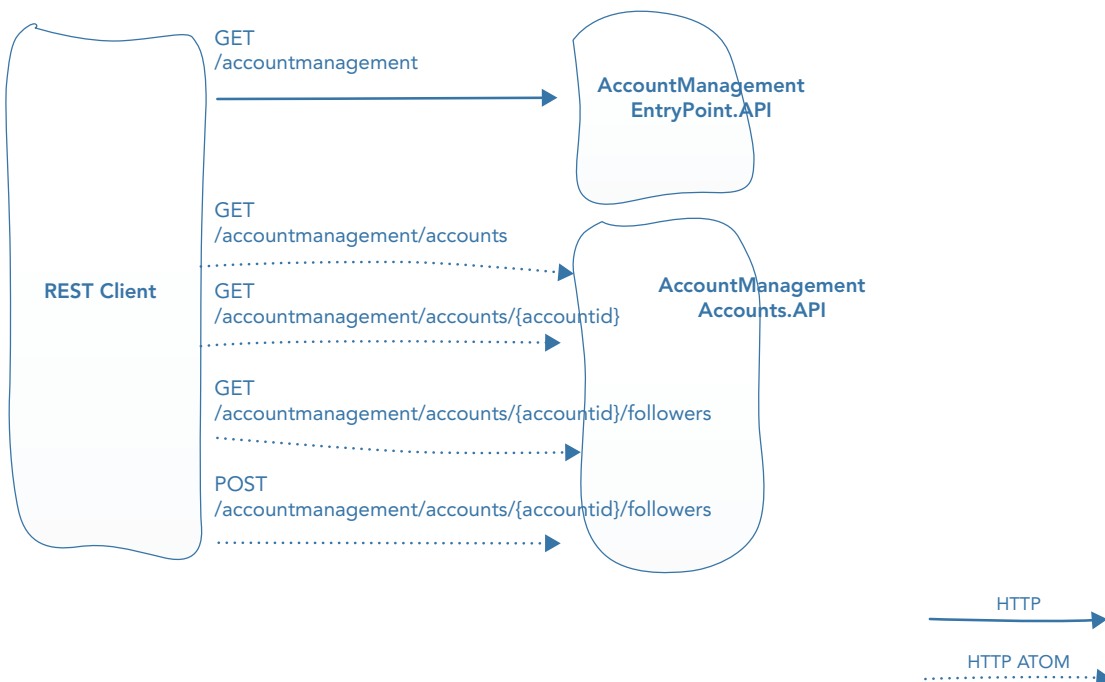 GET
/accountmanagement
AccountManagement
EntryPoint.API
GET
/accountmanagement/accounts
REST Client
GET
/accountmanagement/accounts/{accountid}
AccountManagement
Accounts.API
GET
/accountmanagement/accounts/{accountid}/followers
POST
/accountmanagement/accounts/{accountid}/followers
HTTP
HTTP ATOM